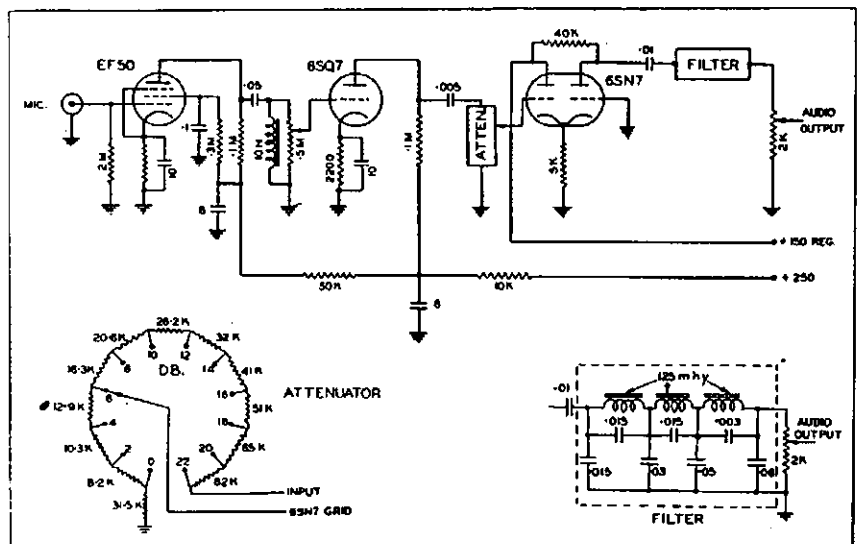 EF50
6SQ7
6SN7
MIC.
.2M
10
.1
.3M
8
.1M
.05
10H
.5M
2200
10
.1M
.005
ATTEN
40K
5K
.01
FILTER
AUDIO
OUTPUT
2K
+150 REG.
+250
50K
10K
8
26.2K
20.6K
32K
16.3K
41K
12.9K
51K
10.3K
65K
8.2K
82K
31.5K
0
2
4
6
8
10
12
14
16
18
20
22
DB.
ATTENUATOR
INPUT
6SN7 GRID
.01
125 mhy
.015
.015
.003
.015
.03
.05
2K
AUDIO
OUTPUT
FILTER